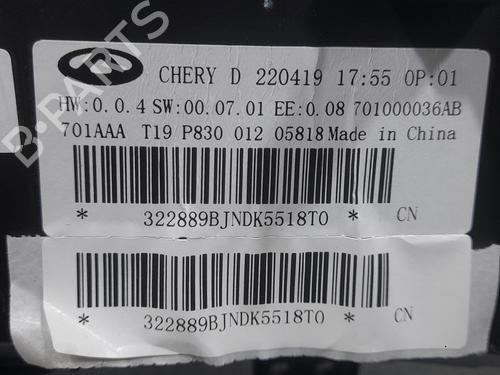 CHERY D 220419 17:55 OP:01
HW:0.0.4 SW:00.07.01 EE:0.08 701000036AB
701AAA T19 P830 012 05818 Made in China
* 322889BJNDK5518T0 * CN
* 322889BJNDK5518T0 * CN
B-PARTS